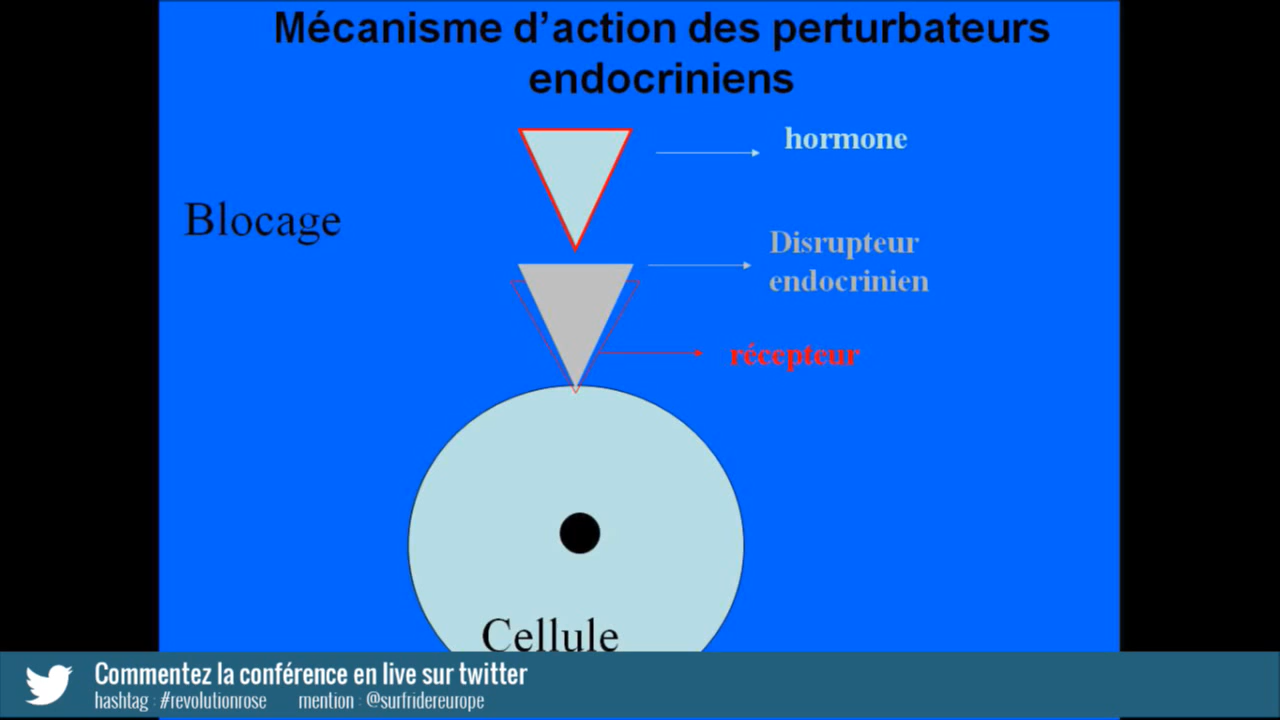 Mécanisme d’action des perturbateurs
endocriniens
hormone
Blocage
Disrupteur
endocrinien
récepteur
Cellule
Commentez la conférence en live sur twitter
hashtag : #revolutionrose mention : @surfridereurope